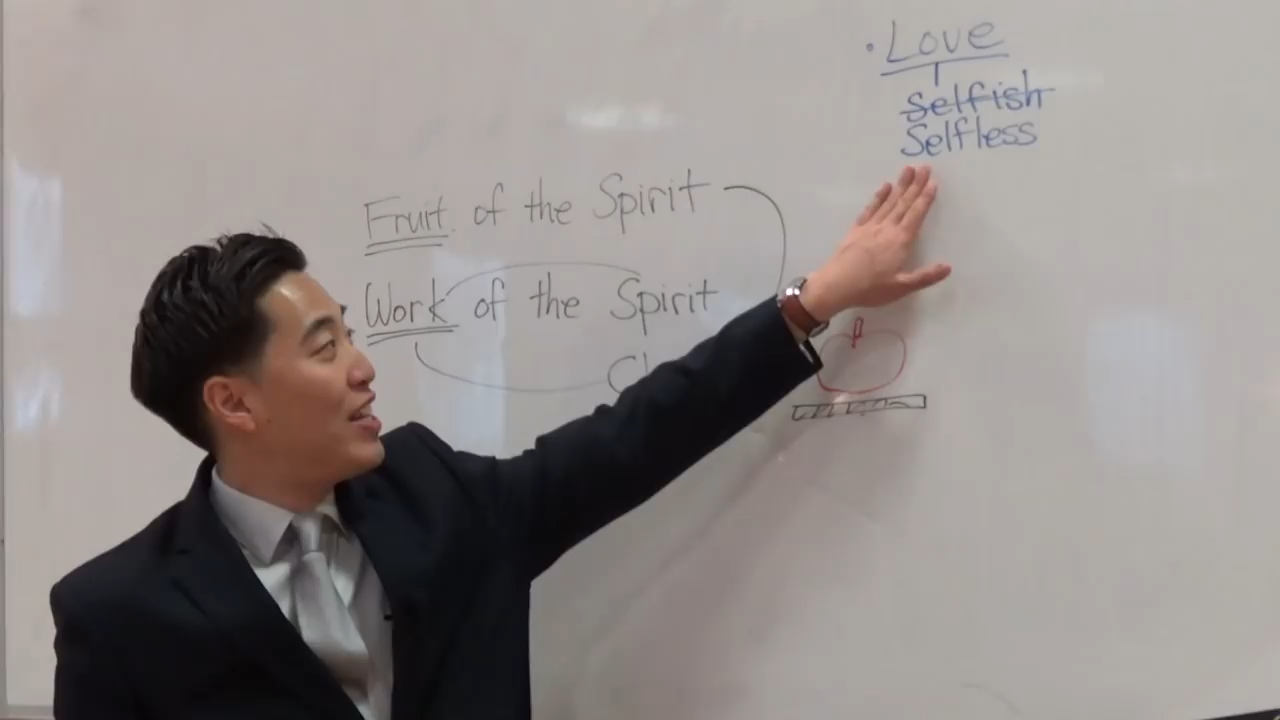 · Love
Selfish
Selfless
Fruit of the Spirit
Work of the Spirit